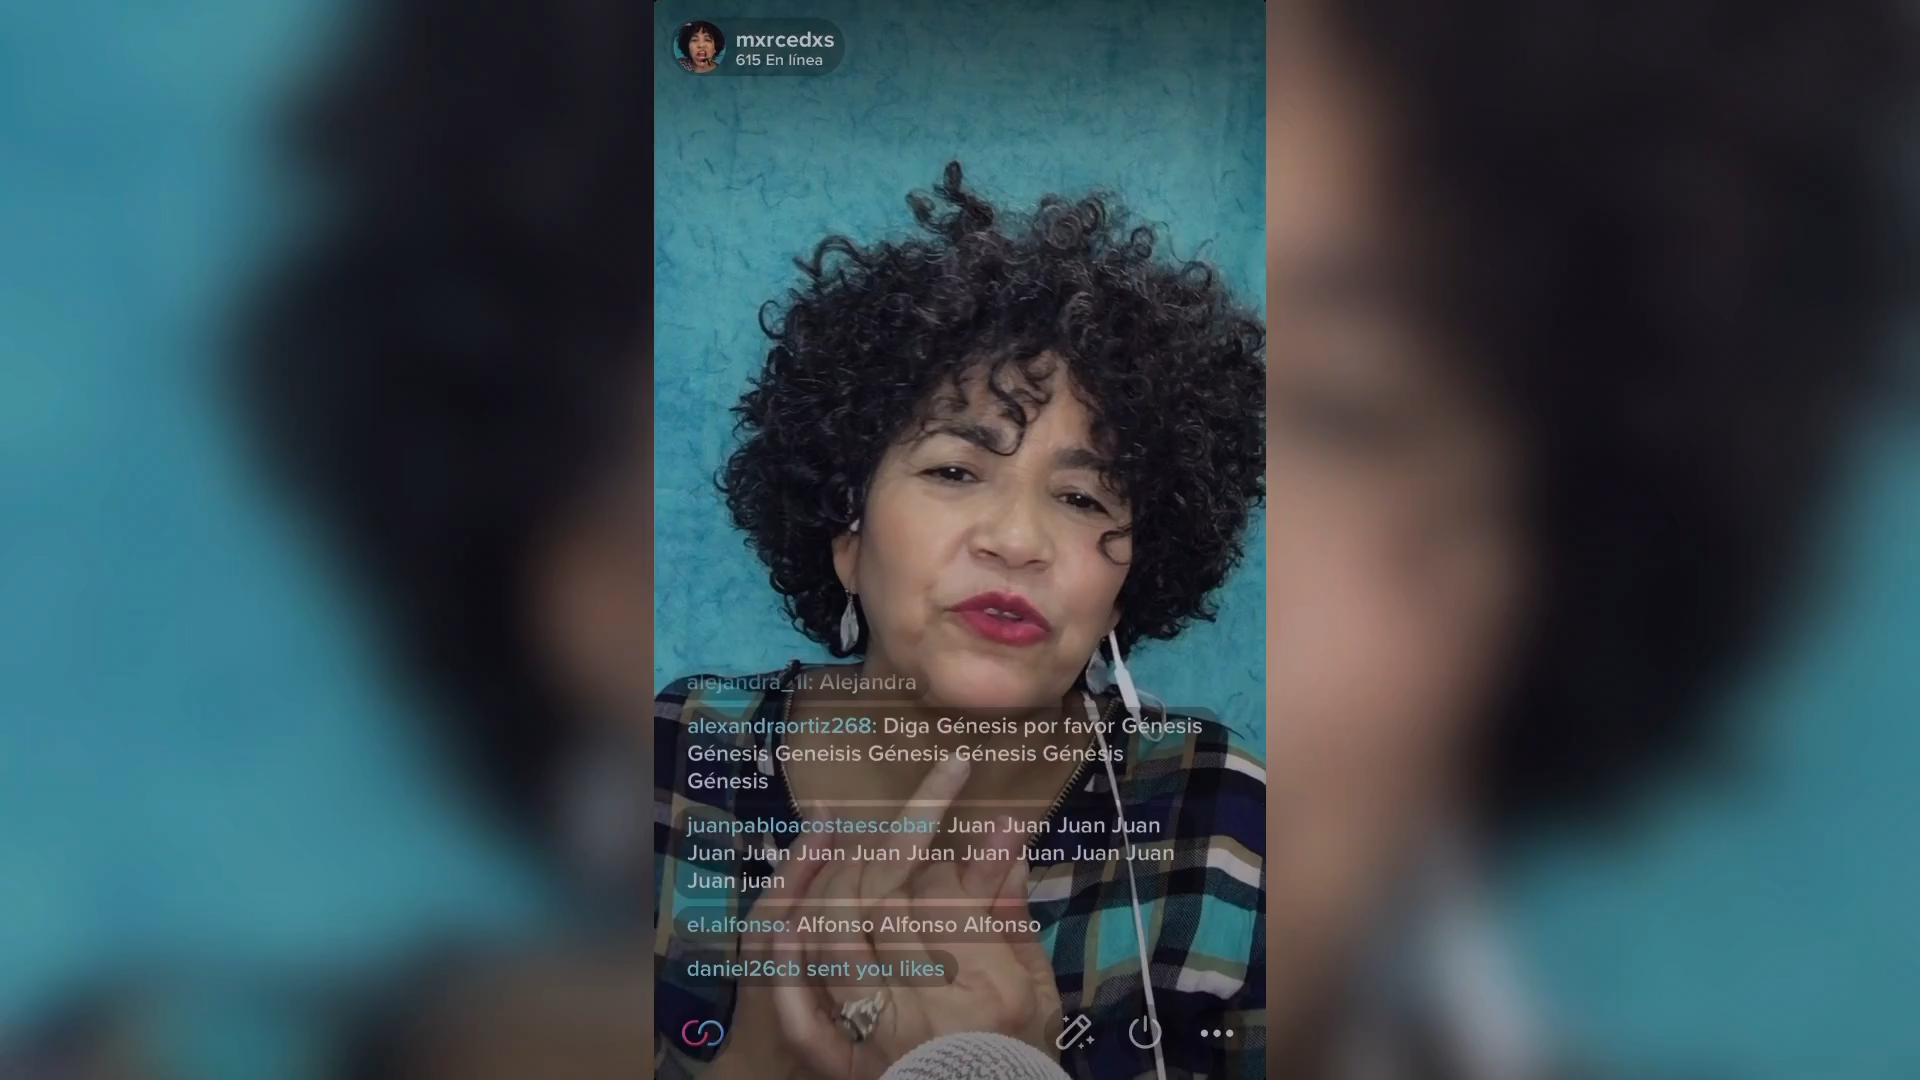 mxrcedxs
615 En línea
alejandra_1l: Alejandra
alexandraortiz268: Diga Génesis por favor Génesis
Génesis Geneisis Génesis Génesis Génesis
Génesis
juanpabloacostaescobar: Juan Juan Juan Juan
Juan Juan Juan Juan Juan Juan Juan Juan Juan
Juan juan
el.alfonso: Alfonso Alfonso Alfonso
daniel26cb sent you likes